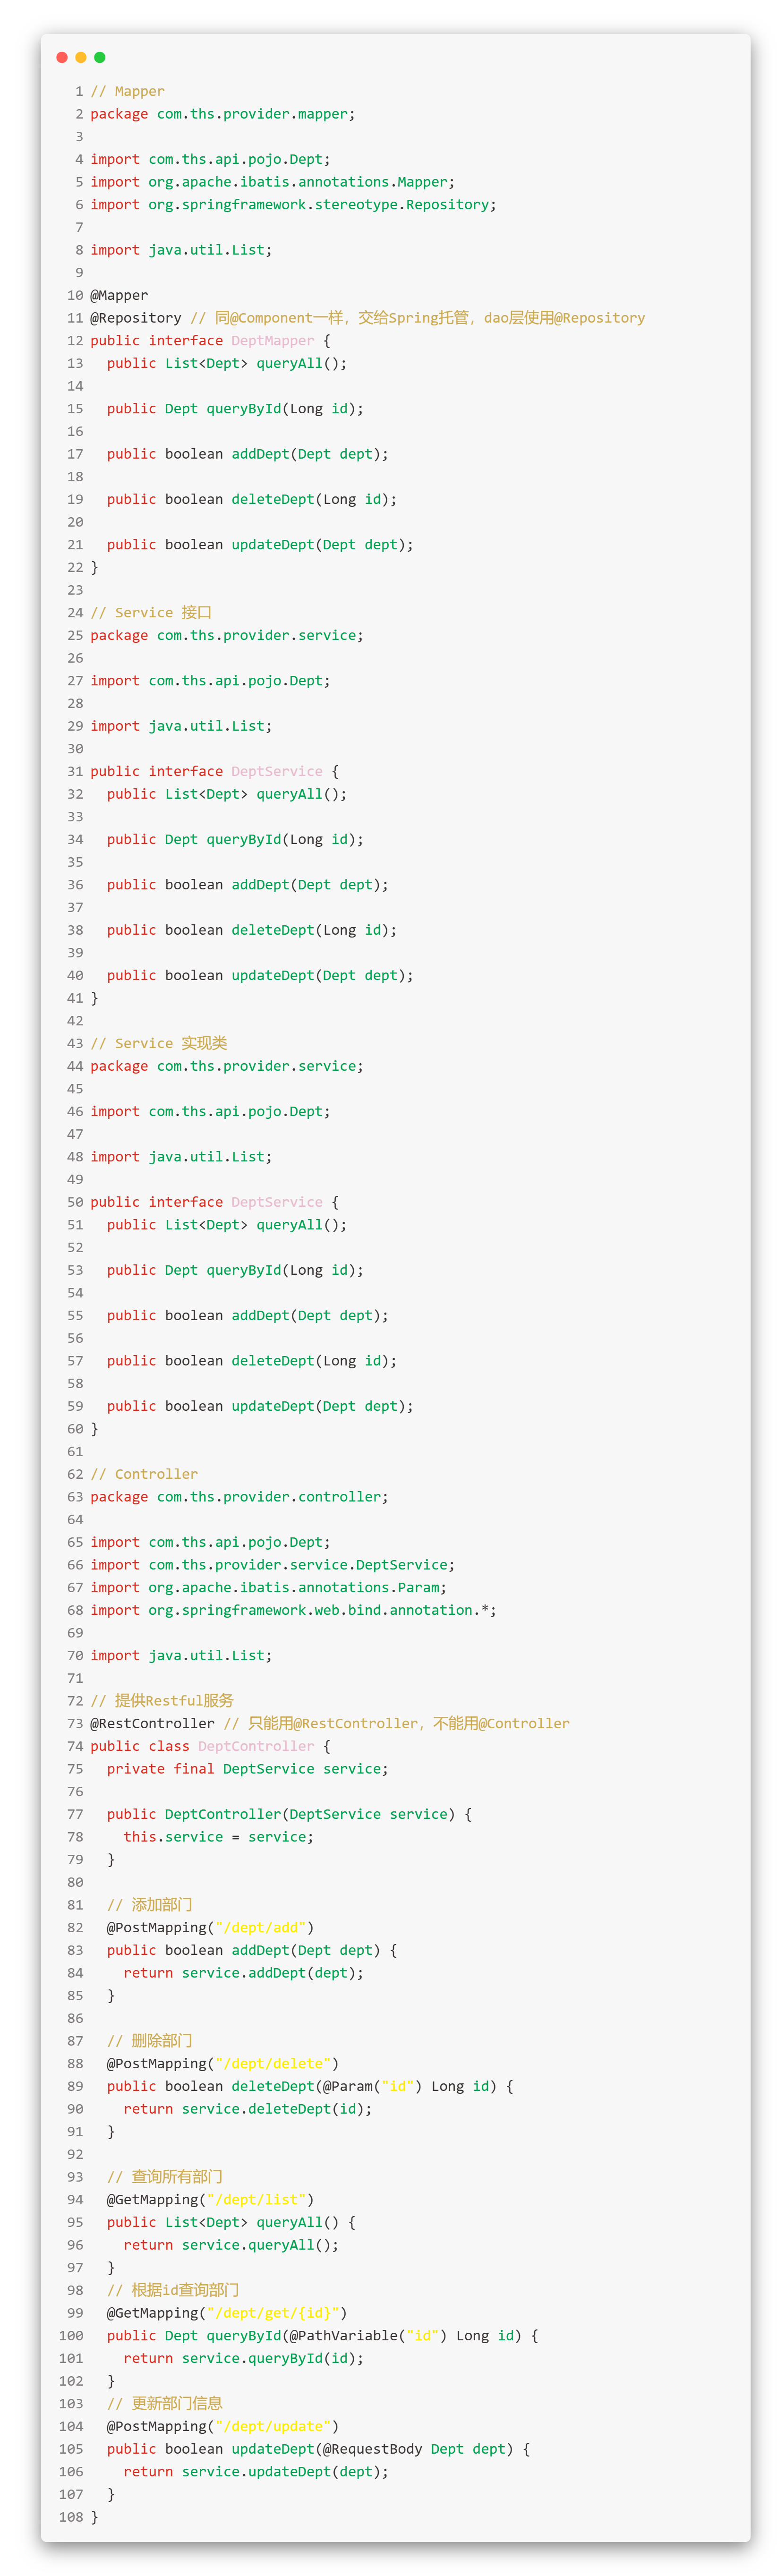 1 // Mapper
2 package com.ths.provider.mapper;
3
4 import com.ths.api.pojo.Dept;
5 import org.apache.ibatis.annotations.Mapper;
6 import org.springframework.stereotype.Repository;
7
8 import java.util.List;
9
10 @Mapper
11 @Repository // 同@Component一样，交给Spring托管，dao层使用@Repository
12 public interface DeptMapper {
13   public List<Dept> queryAll();
14
15   public Dept queryById(Long id);
16
17   public boolean addDept(Dept dept);
18
19   public boolean deleteDept(Long id);
20
21   public boolean updateDept(Dept dept);
22 }
23
24 // Service 接口
25 package com.ths.provider.service;
26
27 import com.ths.api.pojo.Dept;
28
29 import java.util.List;
30
31 public interface DeptService {
32   public List<Dept> queryAll();
33
34   public Dept queryById(Long id);
35
36   public boolean addDept(Dept dept);
37
38   public boolean deleteDept(Long id);
39
40   public boolean updateDept(Dept dept);
41 }
42
43 // Service 实现类
44 package com.ths.provider.service;
45
46 import com.ths.api.pojo.Dept;
47
48 import java.util.List;
49
50 public interface DeptService {
51   public List<Dept> queryAll();
52
53   public Dept queryById(Long id);
54
55   public boolean addDept(Dept dept);
56
57   public boolean deleteDept(Long id);
58
59   public boolean updateDept(Dept dept);
60 }
61
62 // Controller
63 package com.ths.provider.controller;
64
65 import com.ths.api.pojo.Dept;
66 import com.ths.provider.service.DeptService;
67 import org.apache.ibatis.annotations.Param;
68 import org.springframework.web.bind.annotation.*;
69
70 import java.util.List;
71
72 // 提供Restful服务
73 @RestController // 只能用@RestController，不能用@Controller
74 public class DeptController {
75   private final DeptService service;
76
77   public DeptController(DeptService service) {
78     this.service = service;
79   }
80
81   // 添加部门
82   @PostMapping("/dept/add")
83   public boolean addDept(Dept dept) {
84     return service.addDept(dept);
85   }
86
87   // 删除部门
88   @PostMapping("/dept/delete")
89   public boolean deleteDept(@Param("id") Long id) {
90     return service.deleteDept(id);
91   }
92
93   // 查询所有部门
94   @GetMapping("/dept/list")
95   public List<Dept> queryAll() {
96     return service.queryAll();
97   }
98   // 根据id查询部门
99   @GetMapping("/dept/get/{id}")
100   public Dept queryById(@PathVariable("id") Long id) {
101     return service.queryById(id);
102   }
103   // 更新部门信息
104   @PostMapping("/dept/update")
105   public boolean updateDept(@RequestBody Dept dept) {
106     return service.updateDept(dept);
107   }
108 }